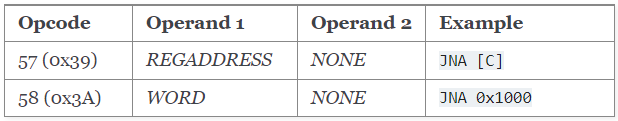 Opcode Operand 1 Operand 2 Example
57 (0x39) REGADDRESS NONE JNA [C]
58 (0x3A) WORD NONE JNA 0x1000